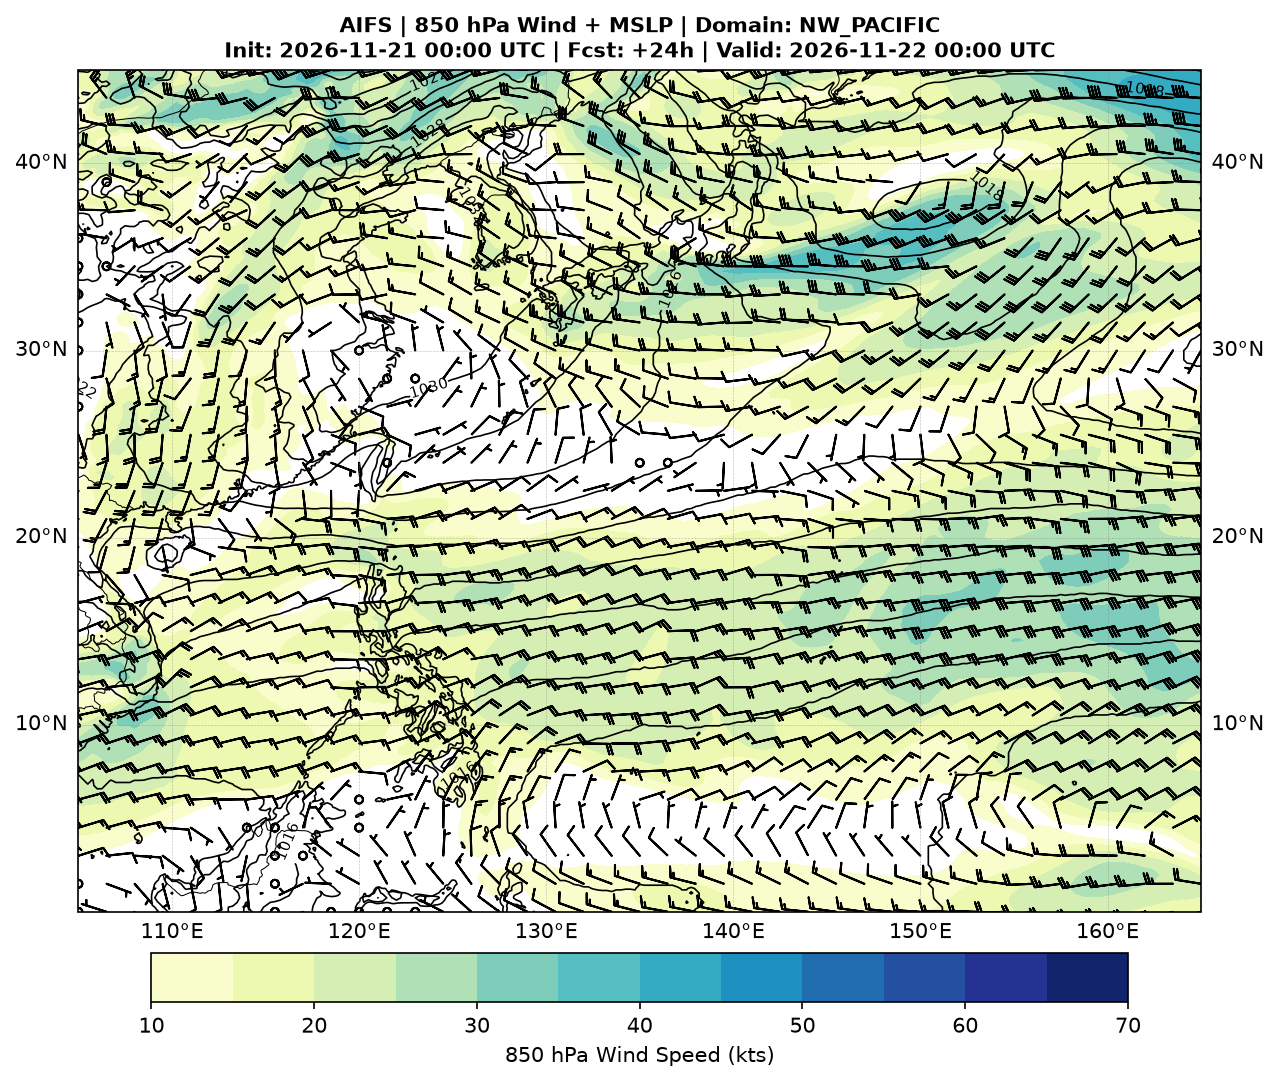 AIFS | 850 hPa Wind + MSLP | Domain: NW_PACIFIC
Init: 2026-11-21 00:00 UTC | Fcst: +24h | Valid: 2026-11-22 00:00 UTC
40°N
30°N
20°N
10°N
40°N
30°N
20°N
10°N
1028
1018
1030
1016
1016
110°E
120°E
130°E
140°E
150°E
160°E
10
20
30
40
50
60
70
850 hPa Wind Speed (kts)